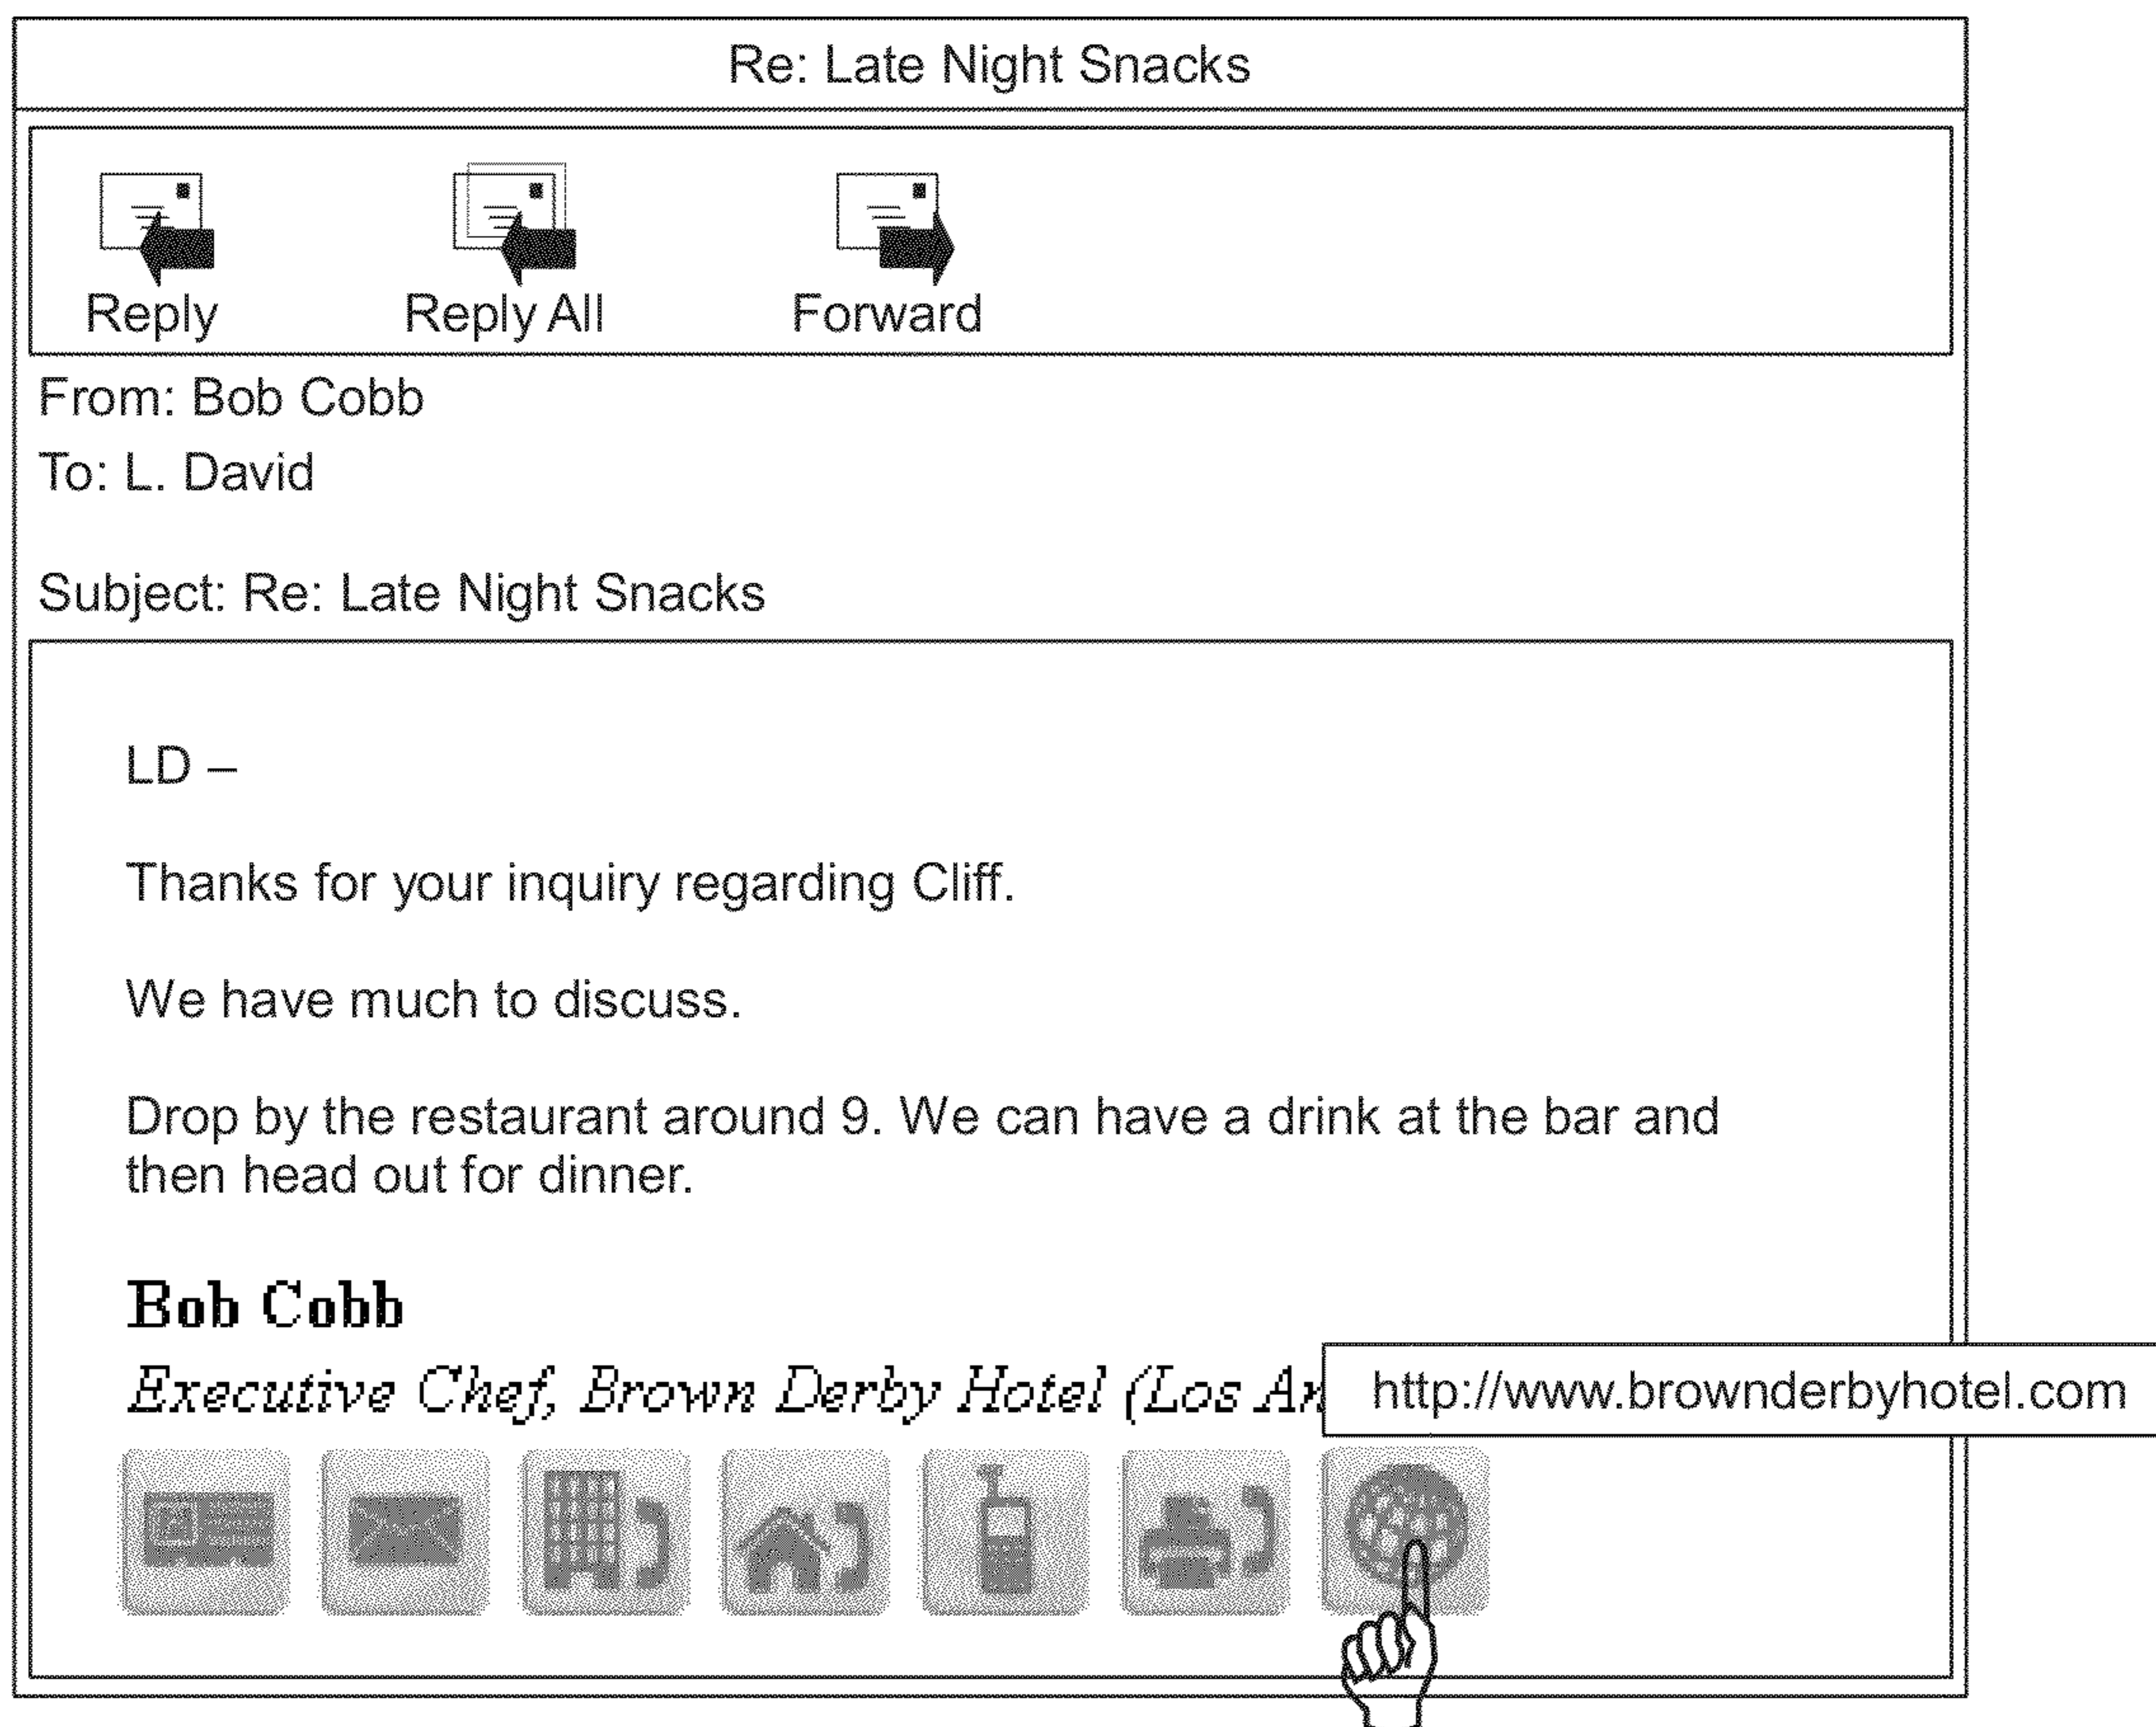 Re: Late Night Snacks
Reply Reply All Forward
From: Bob Cobb
To: L. David
Subject: Re: Late Night Snacks
LD –
Thanks for your inquiry regarding Cliff.
We have much to discuss.
Drop by the restaurant around 9. We can have a drink at the bar and
then head out for dinner.
Bob Cobb
Executive Chef, Brown Derby Hotel (Los An
http://www.brownderbyhotel.com